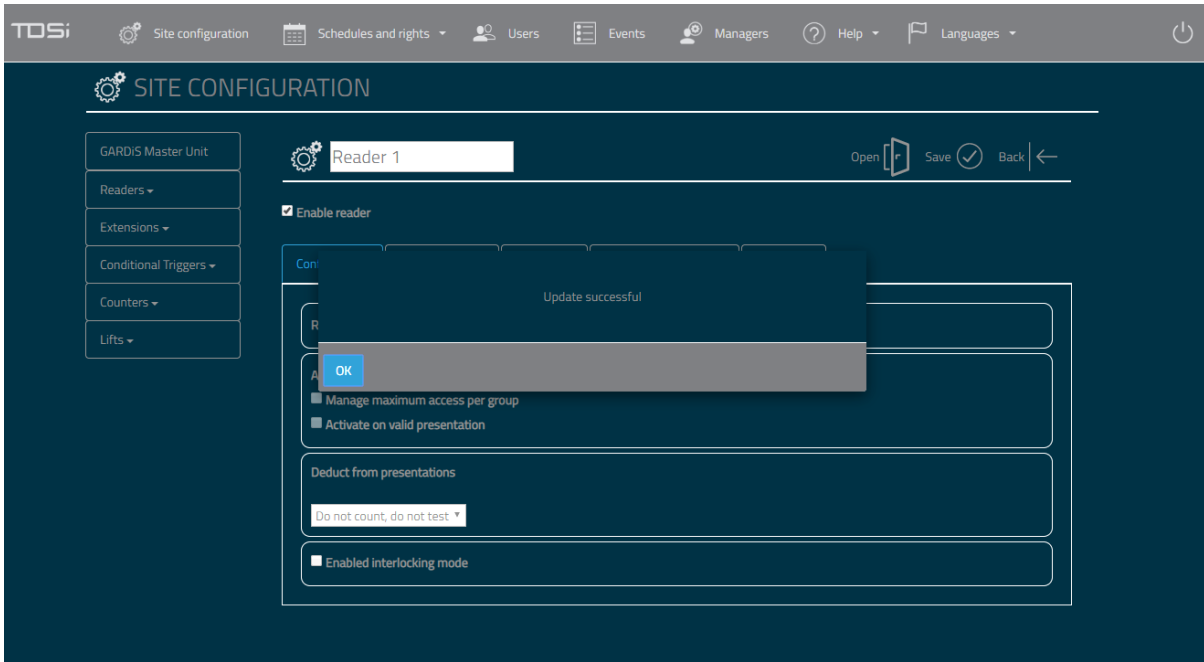 TDSi Site configuration Schedules and rights Users Events Managers Help Languages
SITE CONFIGURATION
GARDiS Master Unit
Readers
Extensions
Conditional Triggers
Counters
Lifts
Reader 1
Open Save Back
Enable reader
Update successful
OK
Manage maximum access per group
Activate on valid presentation
Deduct from presentations
Do not count, do not test
Enabled interlocking mode